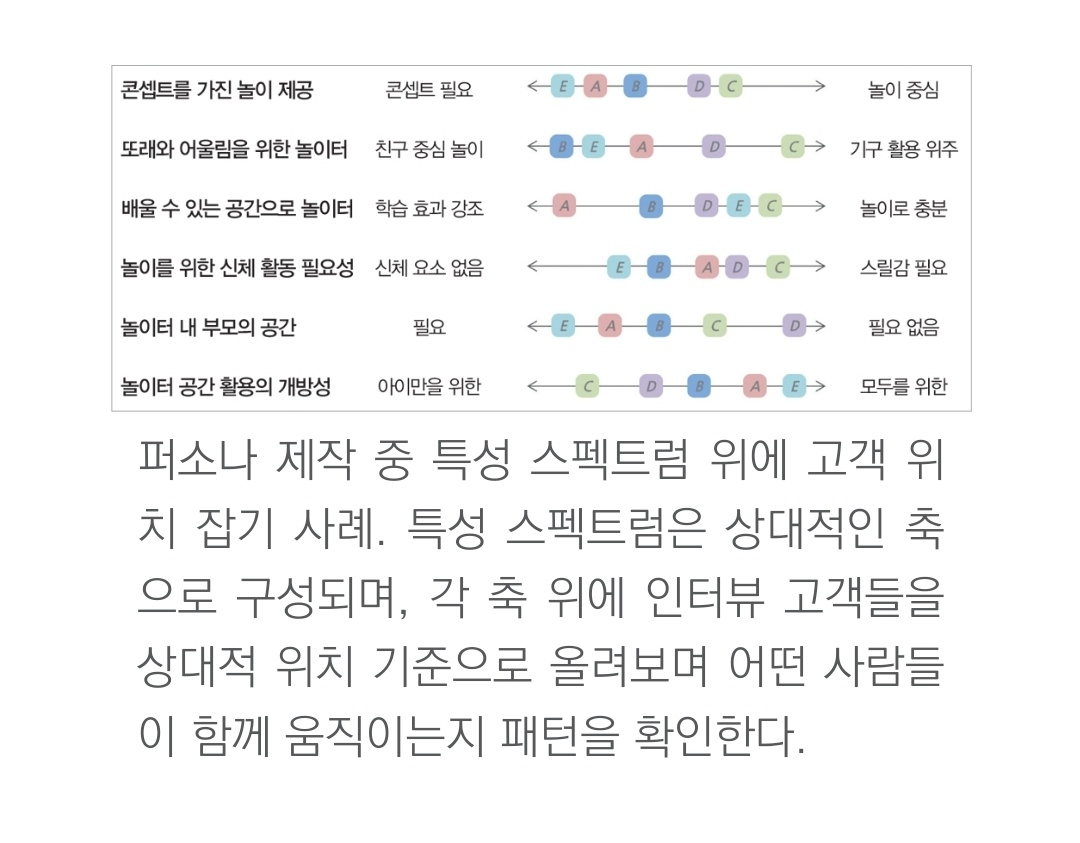 콘셉트를 가진 놀이 제공 콘셉트 필요 E A B D C 놀이 중심
또래와 어울림을 위한 놀이터 친구 중심 놀이 B E A D C 기구 활용 위주
배울 수 있는 공간으로 놀이터 학습 효과 강조 A B D E C 놀이로 충분
놀이를 위한 신체 활동 필요성 신체 요소 없음 E B A D C 스릴감 필요
놀이터 내 부모의 공간 필요 E A B C D 필요 없음
놀이터 공간 활용의 개방성 아이만을 위한 C D B A E 모두를 위한
퍼소나 제작 중 특성 스펙트럼 위에 고객 위
치 잡기 사례. 특성 스펙트럼은 상대적인 축
으로 구성되며, 각 축 위에 인터뷰 고객들을
상대적 위치 기준으로 올려보며 어떤 사람들
이 함께 움직이는지 패턴을 확인한다.